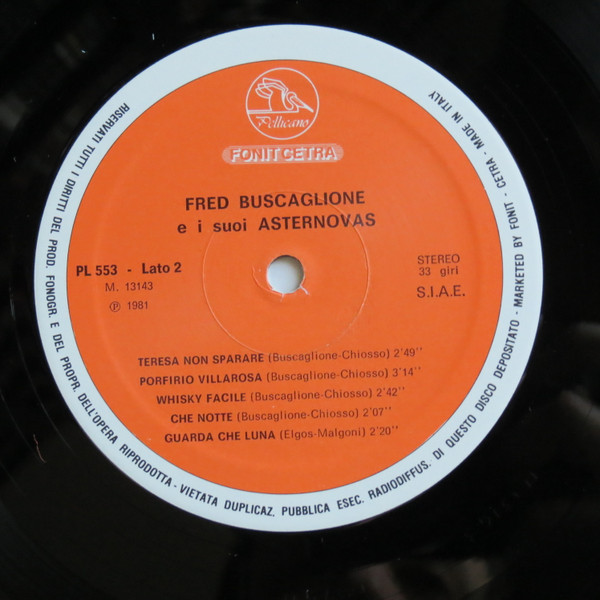 Pellicano
FONIT CETRA
FRED BUSCAGLIONE
e i suoi ASTERNOVAS
PL 553 - Lato 2
M. 13143
Ⓟ 1981
STEREO
33 giri
S.I.A.E.
TERESA NON SPARARE (Buscaglione-Chiosso) 2'49''
PORFIRIO VILLAROSA (Buscaglione-Chiosso) 3'14''
WHISKY FACILE (Buscaglione-Chiosso) 2'42''
CHE NOTTE (Buscaglione-Chiosso) 2'07''
GUARDA CHE LUNA (Elgos-Malgoni) 2'20''
RISERVATI TUTTI I DIRITTI DEL PROD. FONOGR. E DEL PROPR. DELL'OPERA RIPRODOTTA - VIETATA DUPLICAZ. PUBBLICA ESEC. RADIODIFFUS. DI QUESTO DISCO DEPOSITATO - MARKETED BY FONIT - CETRA - MADE IN ITALY